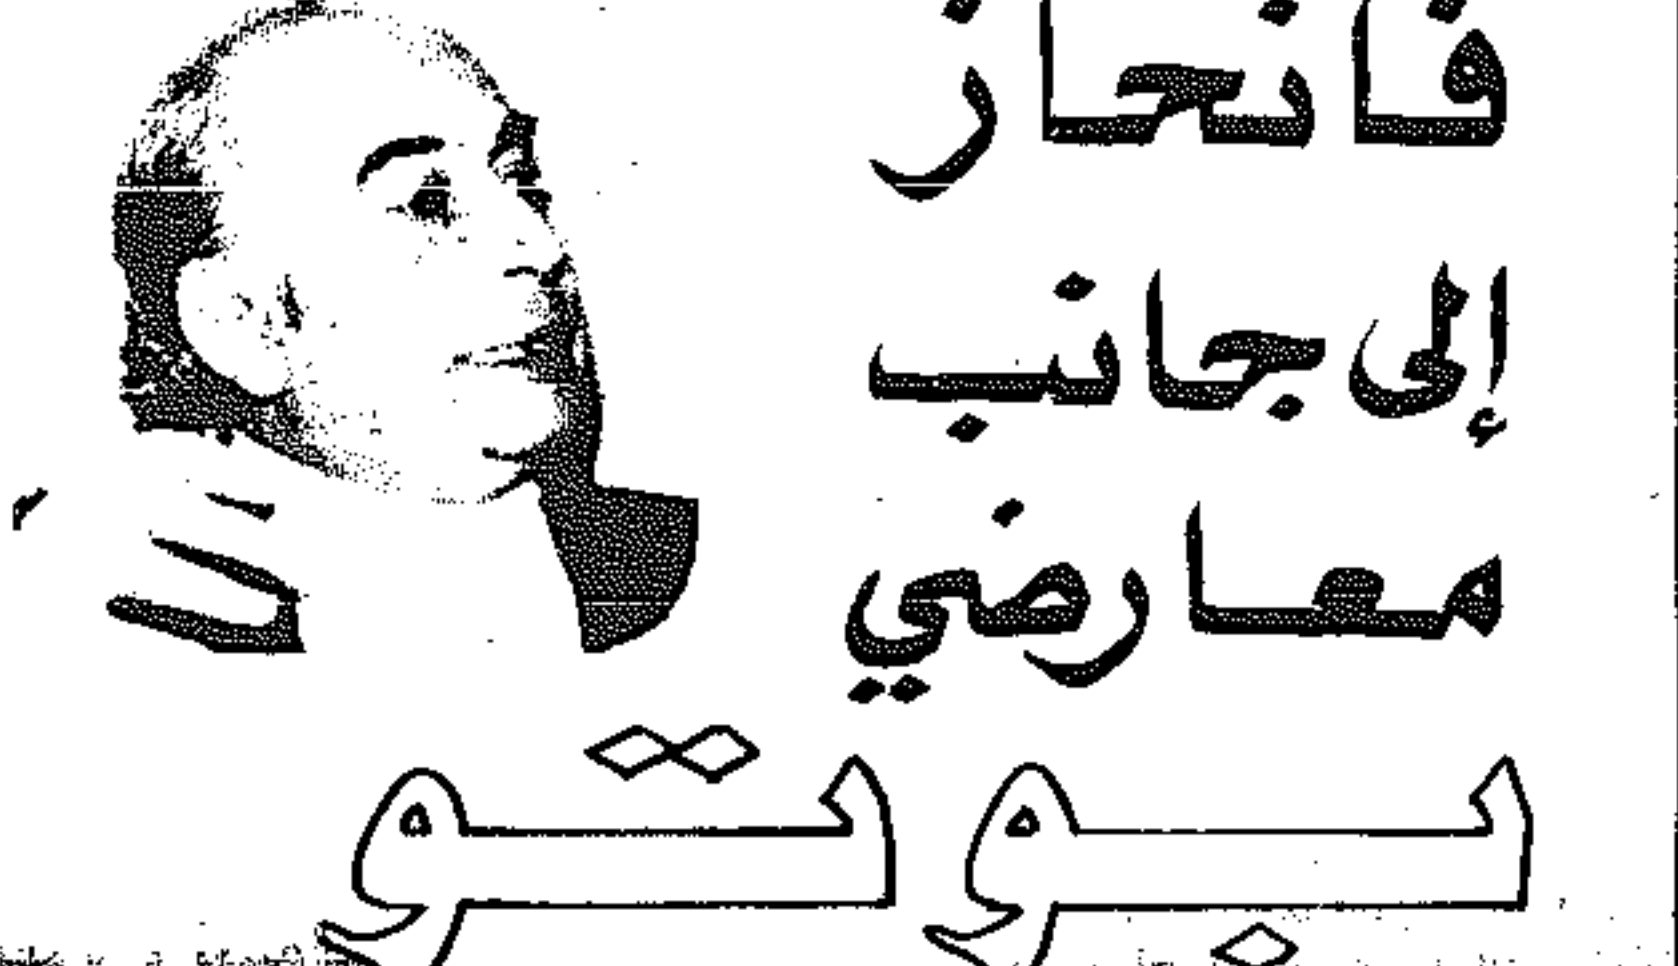 فانحاز
إلى جانب
معارضي
بوتو